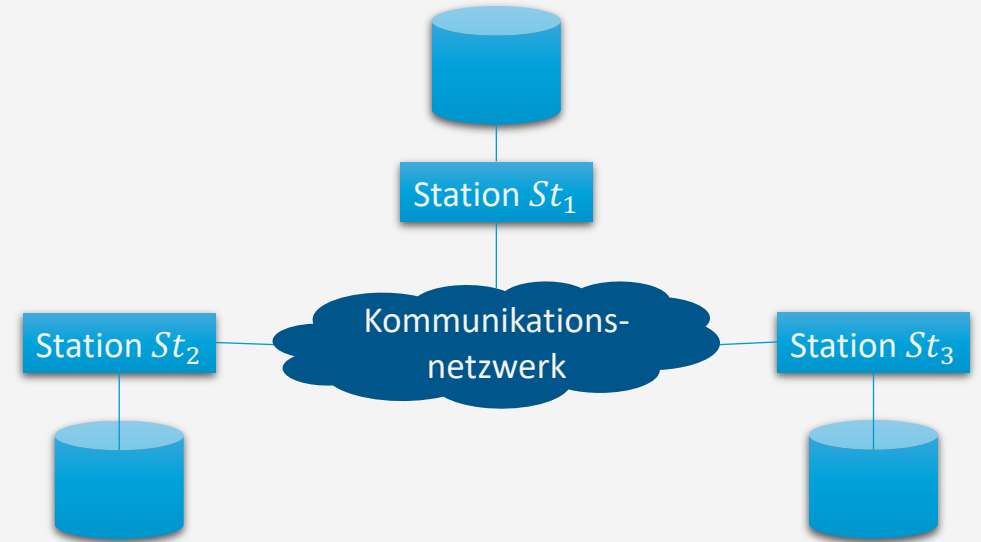 Station St₁
Kommunikations-
netzwerk
Station St₂
Station St₃